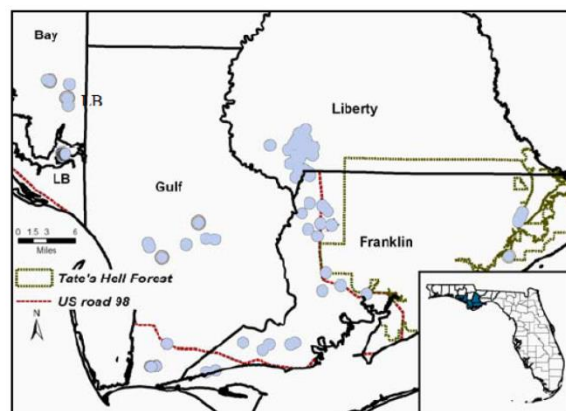 Bay
LB
Liberty
LB
Gulf
Franklin
0 1.5 3 6
Miles
Tate's Hell Forest
US road 98
N